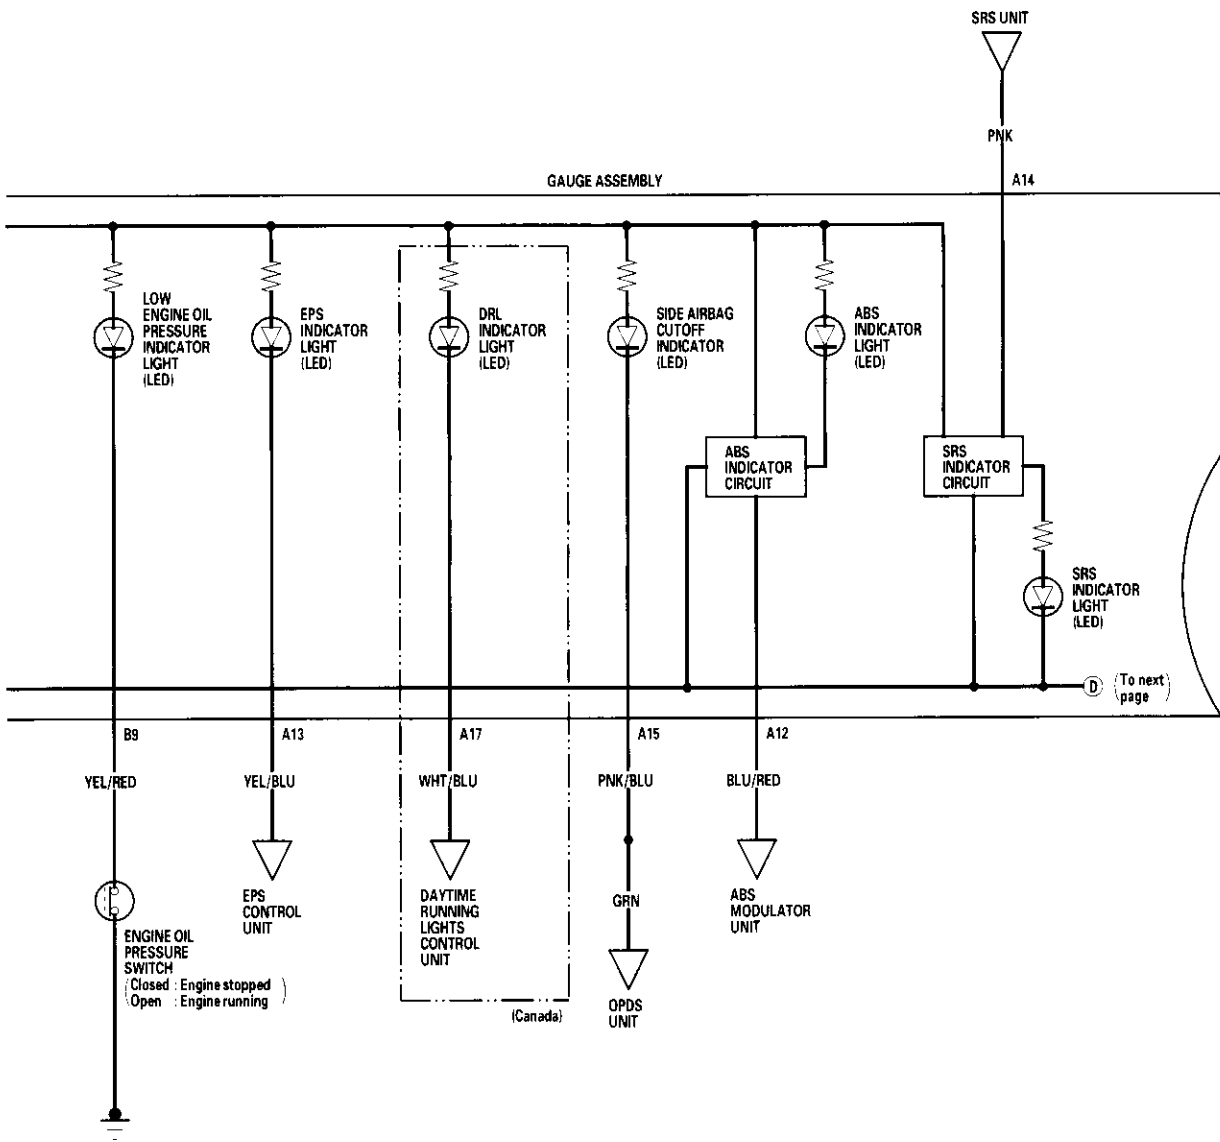 SRS UNIT
PNK
GAUGE ASSEMBLY
A14
LOW
ENGINE OIL
PRESSURE
INDICATOR
LIGHT
(LED)
EPS
INDICATOR
LIGHT
(LED)
DRL
INDICATOR
LIGHT
(LED)
SIDE AIRBAG
CUTOFF
INDICATOR
(LED)
ABS
INDICATOR
LIGHT
(LED)
ABS
INDICATOR
CIRCUIT
SRS
INDICATOR
CIRCUIT
SRS
INDICATOR
LIGHT
(LED)
D
(To next
page)
B9
A13
A17
A15
A12
YEL/RED
YEL/BLU
WHT/BLU
PNK/BLU
BLU/RED
EPS
CONTROL
UNIT
DAYTIME
RUNNING
LIGHTS
CONTROL
UNIT
GRN
ABS
MODULATOR
UNIT
ENGINE OIL
PRESSURE
SWITCH
(Closed : Engine stopped
Open : Engine running)
OPDS
UNIT
(Canada)